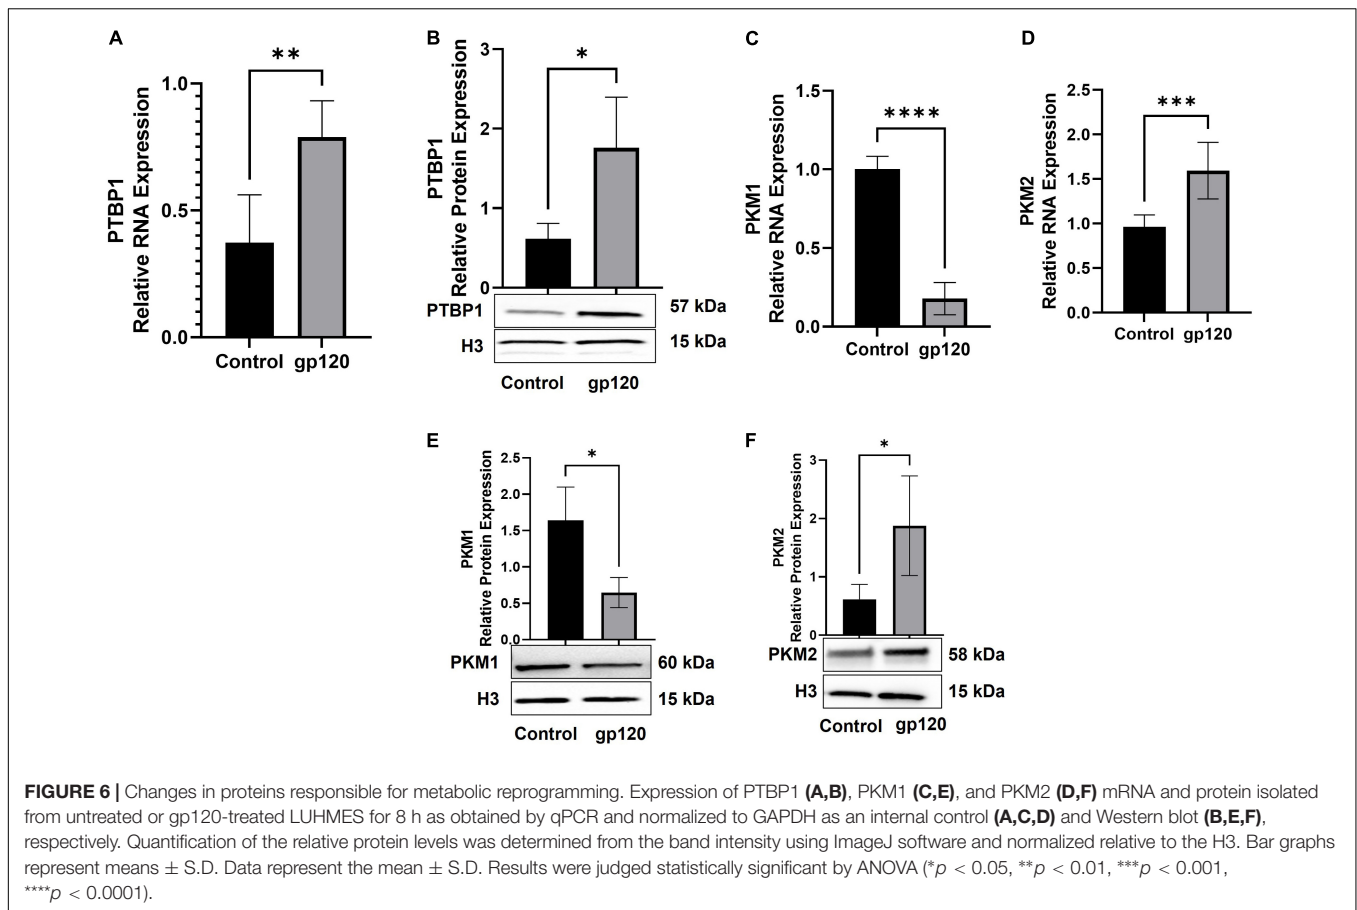 A
**
1.0
0.5
0.0
PTBP1
Relative RNA Expression
Control gp120
B
*
3
2
1
0
PTBP1
Relative Protein Expression
PTBP1
57 kDa
H3
15 kDa
Control gp120
C
****
1.5
1.0
0.5
0.0
PKM1
Relative RNA Expression
Control gp120
D
***
2.5
2.0
1.5
1.0
0.5
0.0
PKM2
Relative RNA Expression
Control gp120
E
*
2.5
2.0
1.5
1.0
0.5
0.0
PKM1
Relative Protein Expression
PKM1
60 kDa
H3
15 kDa
Control gp120
F
*
3
2
1
0
PKM2
Relative Protein Expression
PKM2
58 kDa
H3
15 kDa
Control gp120
FIGURE 6 | Changes in proteins responsible for metabolic reprogramming. Expression of PTBP1 (A,B), PKM1 (C,E), and PKM2 (D,F) mRNA and protein isolated
from untreated or gp120-treated LUHMES for 8 h as obtained by qPCR and normalized to GAPDH as an internal control (A,C,D) and Western blot (B,E,F),
respectively. Quantification of the relative protein levels was determined from the band intensity using ImageJ software and normalized relative to the H3. Bar graphs
represent means ± S.D. Data represent the mean ± S.D. Results were judged statistically significant by ANOVA (*p < 0.05, **p < 0.01, ***p < 0.001,
****p < 0.0001).